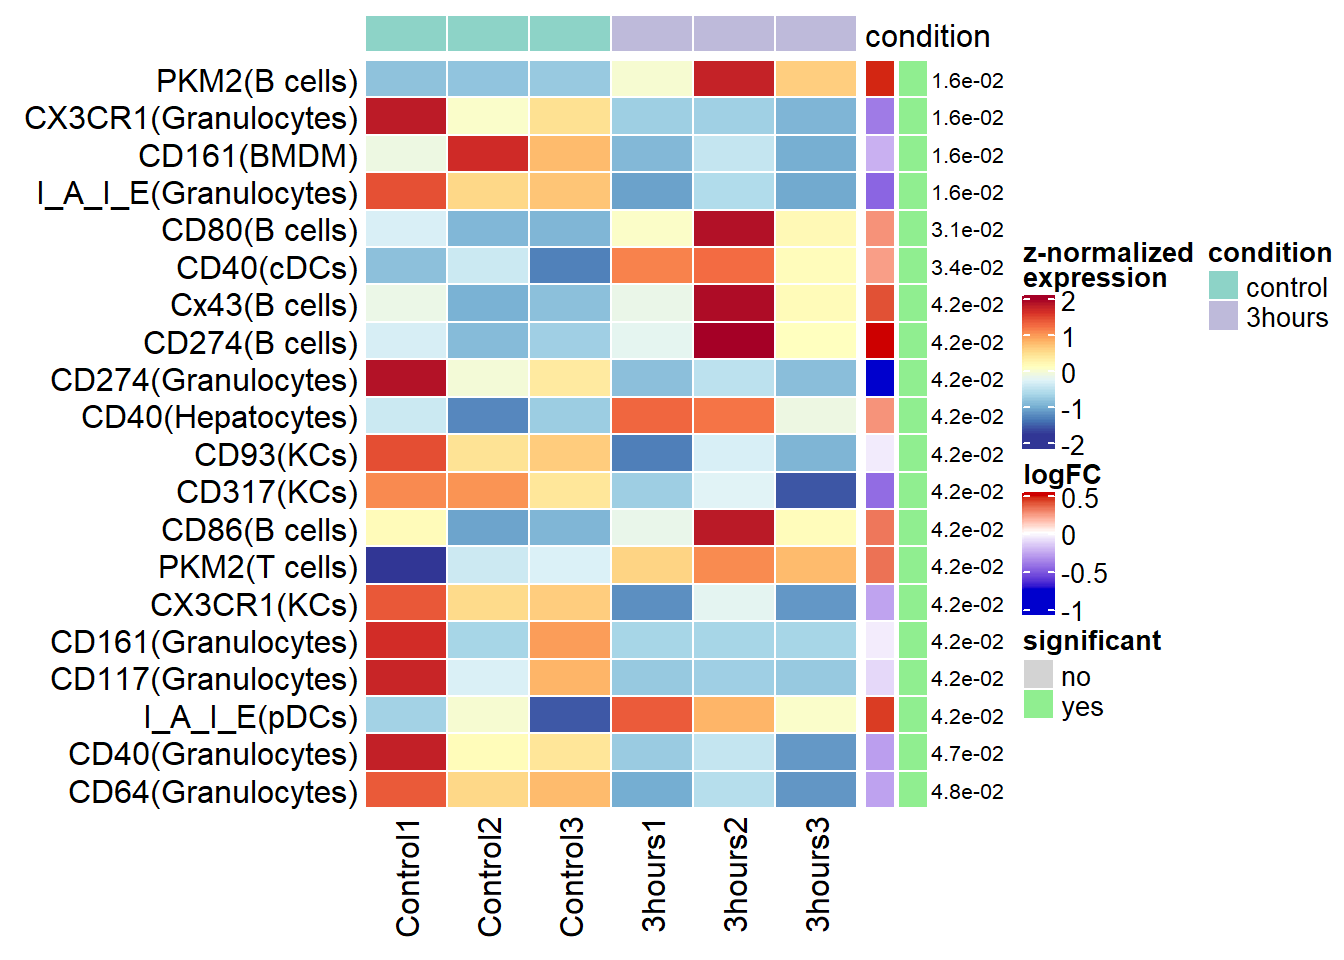 condition
PKM2(B cells) 1.6e-02
CX3CR1(Granulocytes) 1.6e-02
CD161(BMDM) 1.6e-02
I_A_I_E(Granulocytes) 1.6e-02
CD80(B cells) 3.1e-02
CD40(cDCs) 3.4e-02
Cx43(B cells) 4.2e-02
CD274(B cells) 4.2e-02
CD274(Granulocytes) 4.2e-02
CD40(Hepatocytes) 4.2e-02
CD93(KCs) 4.2e-02
CD317(KCs) 4.2e-02
CD86(B cells) 4.2e-02
PKM2(T cells) 4.2e-02
CX3CR1(KCs) 4.2e-02
CD161(Granulocytes) 4.2e-02
CD117(Granulocytes) 4.2e-02
I_A_I_E(pDCs) 4.2e-02
CD40(Granulocytes) 4.7e-02
CD64(Granulocytes) 4.8e-02
Control1
Control2
Control3
3hours1
3hours2
3hours3
z-normalized
expression
2
1
0
-1
-2
logFC
0.5
0
-0.5
-1
significant
no
yes
condition
control
3hours